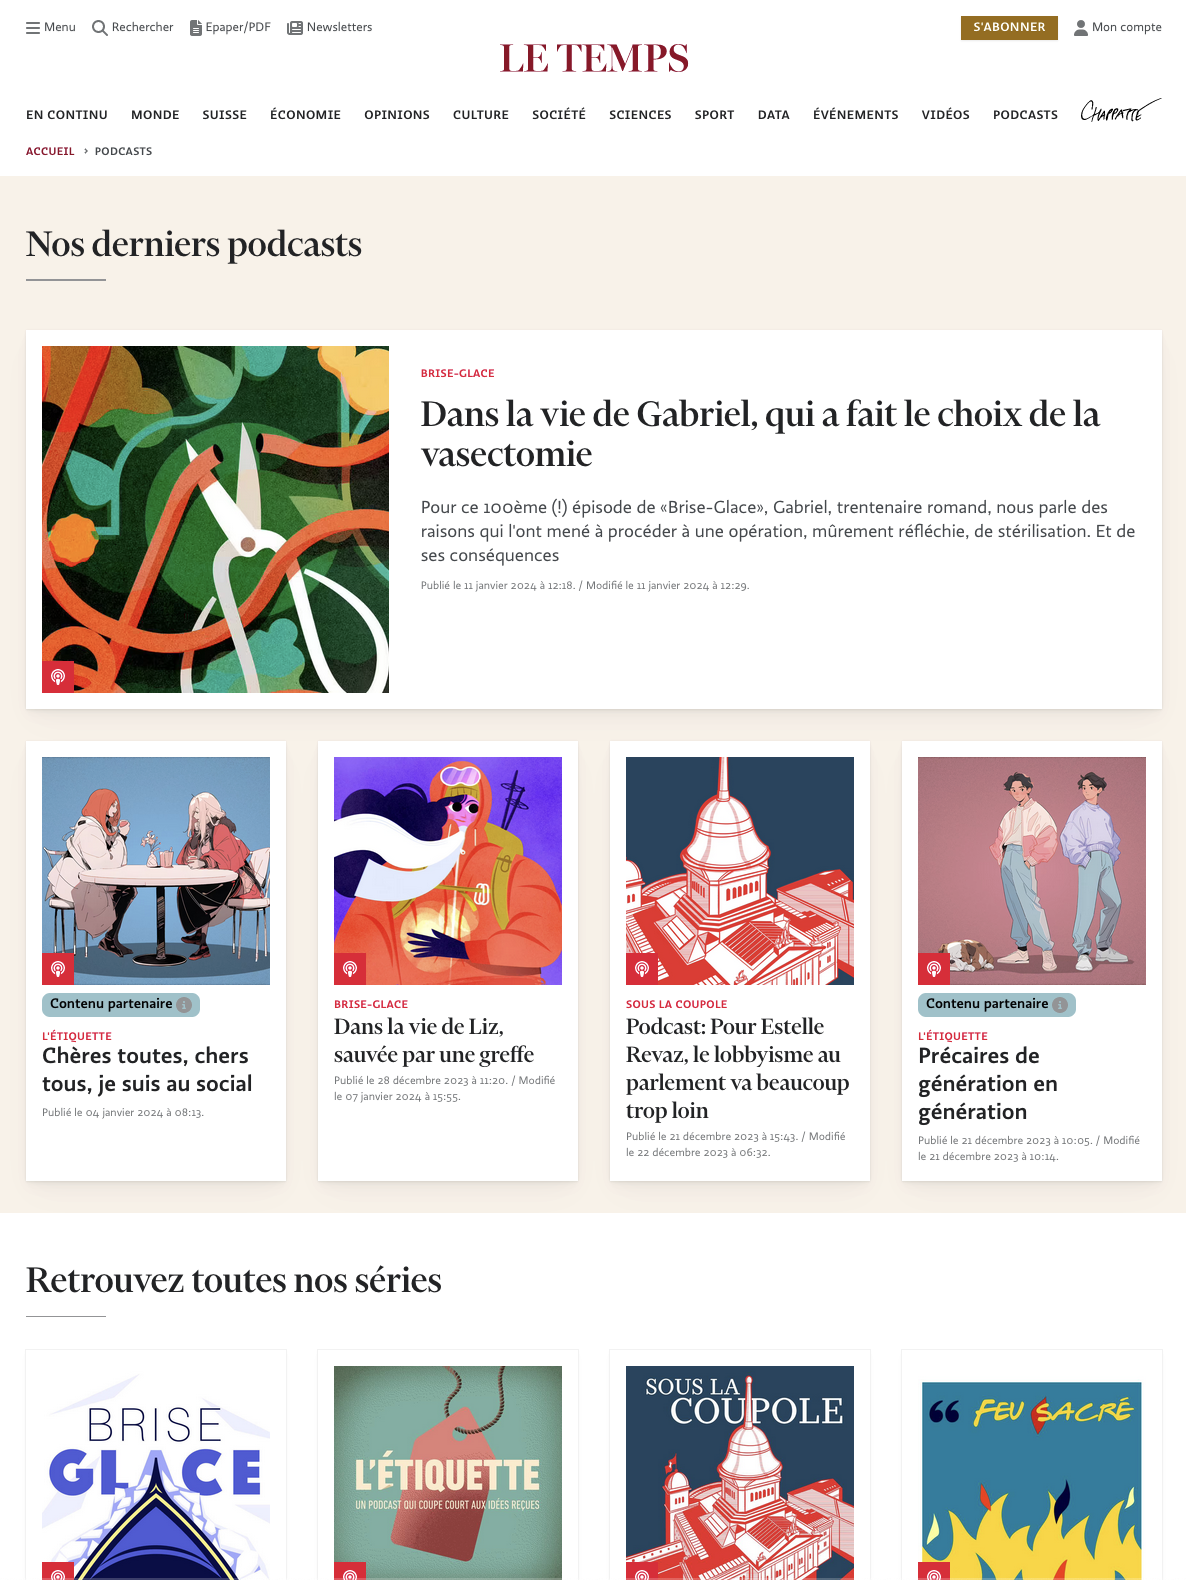 Menu Rechercher Epaper/PDF Newsletters
S'ABONNER Mon compte
LE TEMPS
EN CONTINU MONDE SUISSE ÉCONOMIE OPINIONS CULTURE SOCIÉTÉ SCIENCES SPORT DATA ÉVÉNEMENTS VIDÉOS PODCASTS Chappatte
ACCUEIL › PODCASTS
Nos derniers podcasts
BRISE-GLACE
Dans la vie de Gabriel, qui a fait le choix de la
vasectomie
Pour ce 100ème (!) épisode de «Brise-Glace», Gabriel, trentenaire romand, nous parle des
raisons qui l'ont mené à procéder à une opération, mûrement réfléchie, de stérilisation. Et de
ses conséquences
Publié le 11 janvier 2024 à 12:18. / Modifié le 11 janvier 2024 à 12:29.
Contenu partenaire
L'ÉTIQUETTE
Chères toutes, chers
tous, je suis au social
Publié le 04 janvier 2024 à 08:13.
BRISE-GLACE
Dans la vie de Liz,
sauvée par une greffe
Publié le 28 décembre 2023 à 11:20. / Modifié
le 07 janvier 2024 à 15:55.
SOUS LA COUPOLE
Podcast: Pour Estelle
Revaz, le lobbyisme au
parlement va beaucoup
trop loin
Publié le 21 décembre 2023 à 15:43. / Modifié
le 22 décembre 2023 à 06:32.
Contenu partenaire
L'ÉTIQUETTE
Précaires de
génération en
génération
Publié le 21 décembre 2023 à 10:05. / Modifié
le 21 décembre 2023 à 10:14.
Retrouvez toutes nos séries
BRISE
GLACE
L'ÉTIQUETTE
UN PODCAST QUI COUPE COURT AUX IDÉES REÇUES
SOUS LA
COUPOLE
“ FEU SACRÉ